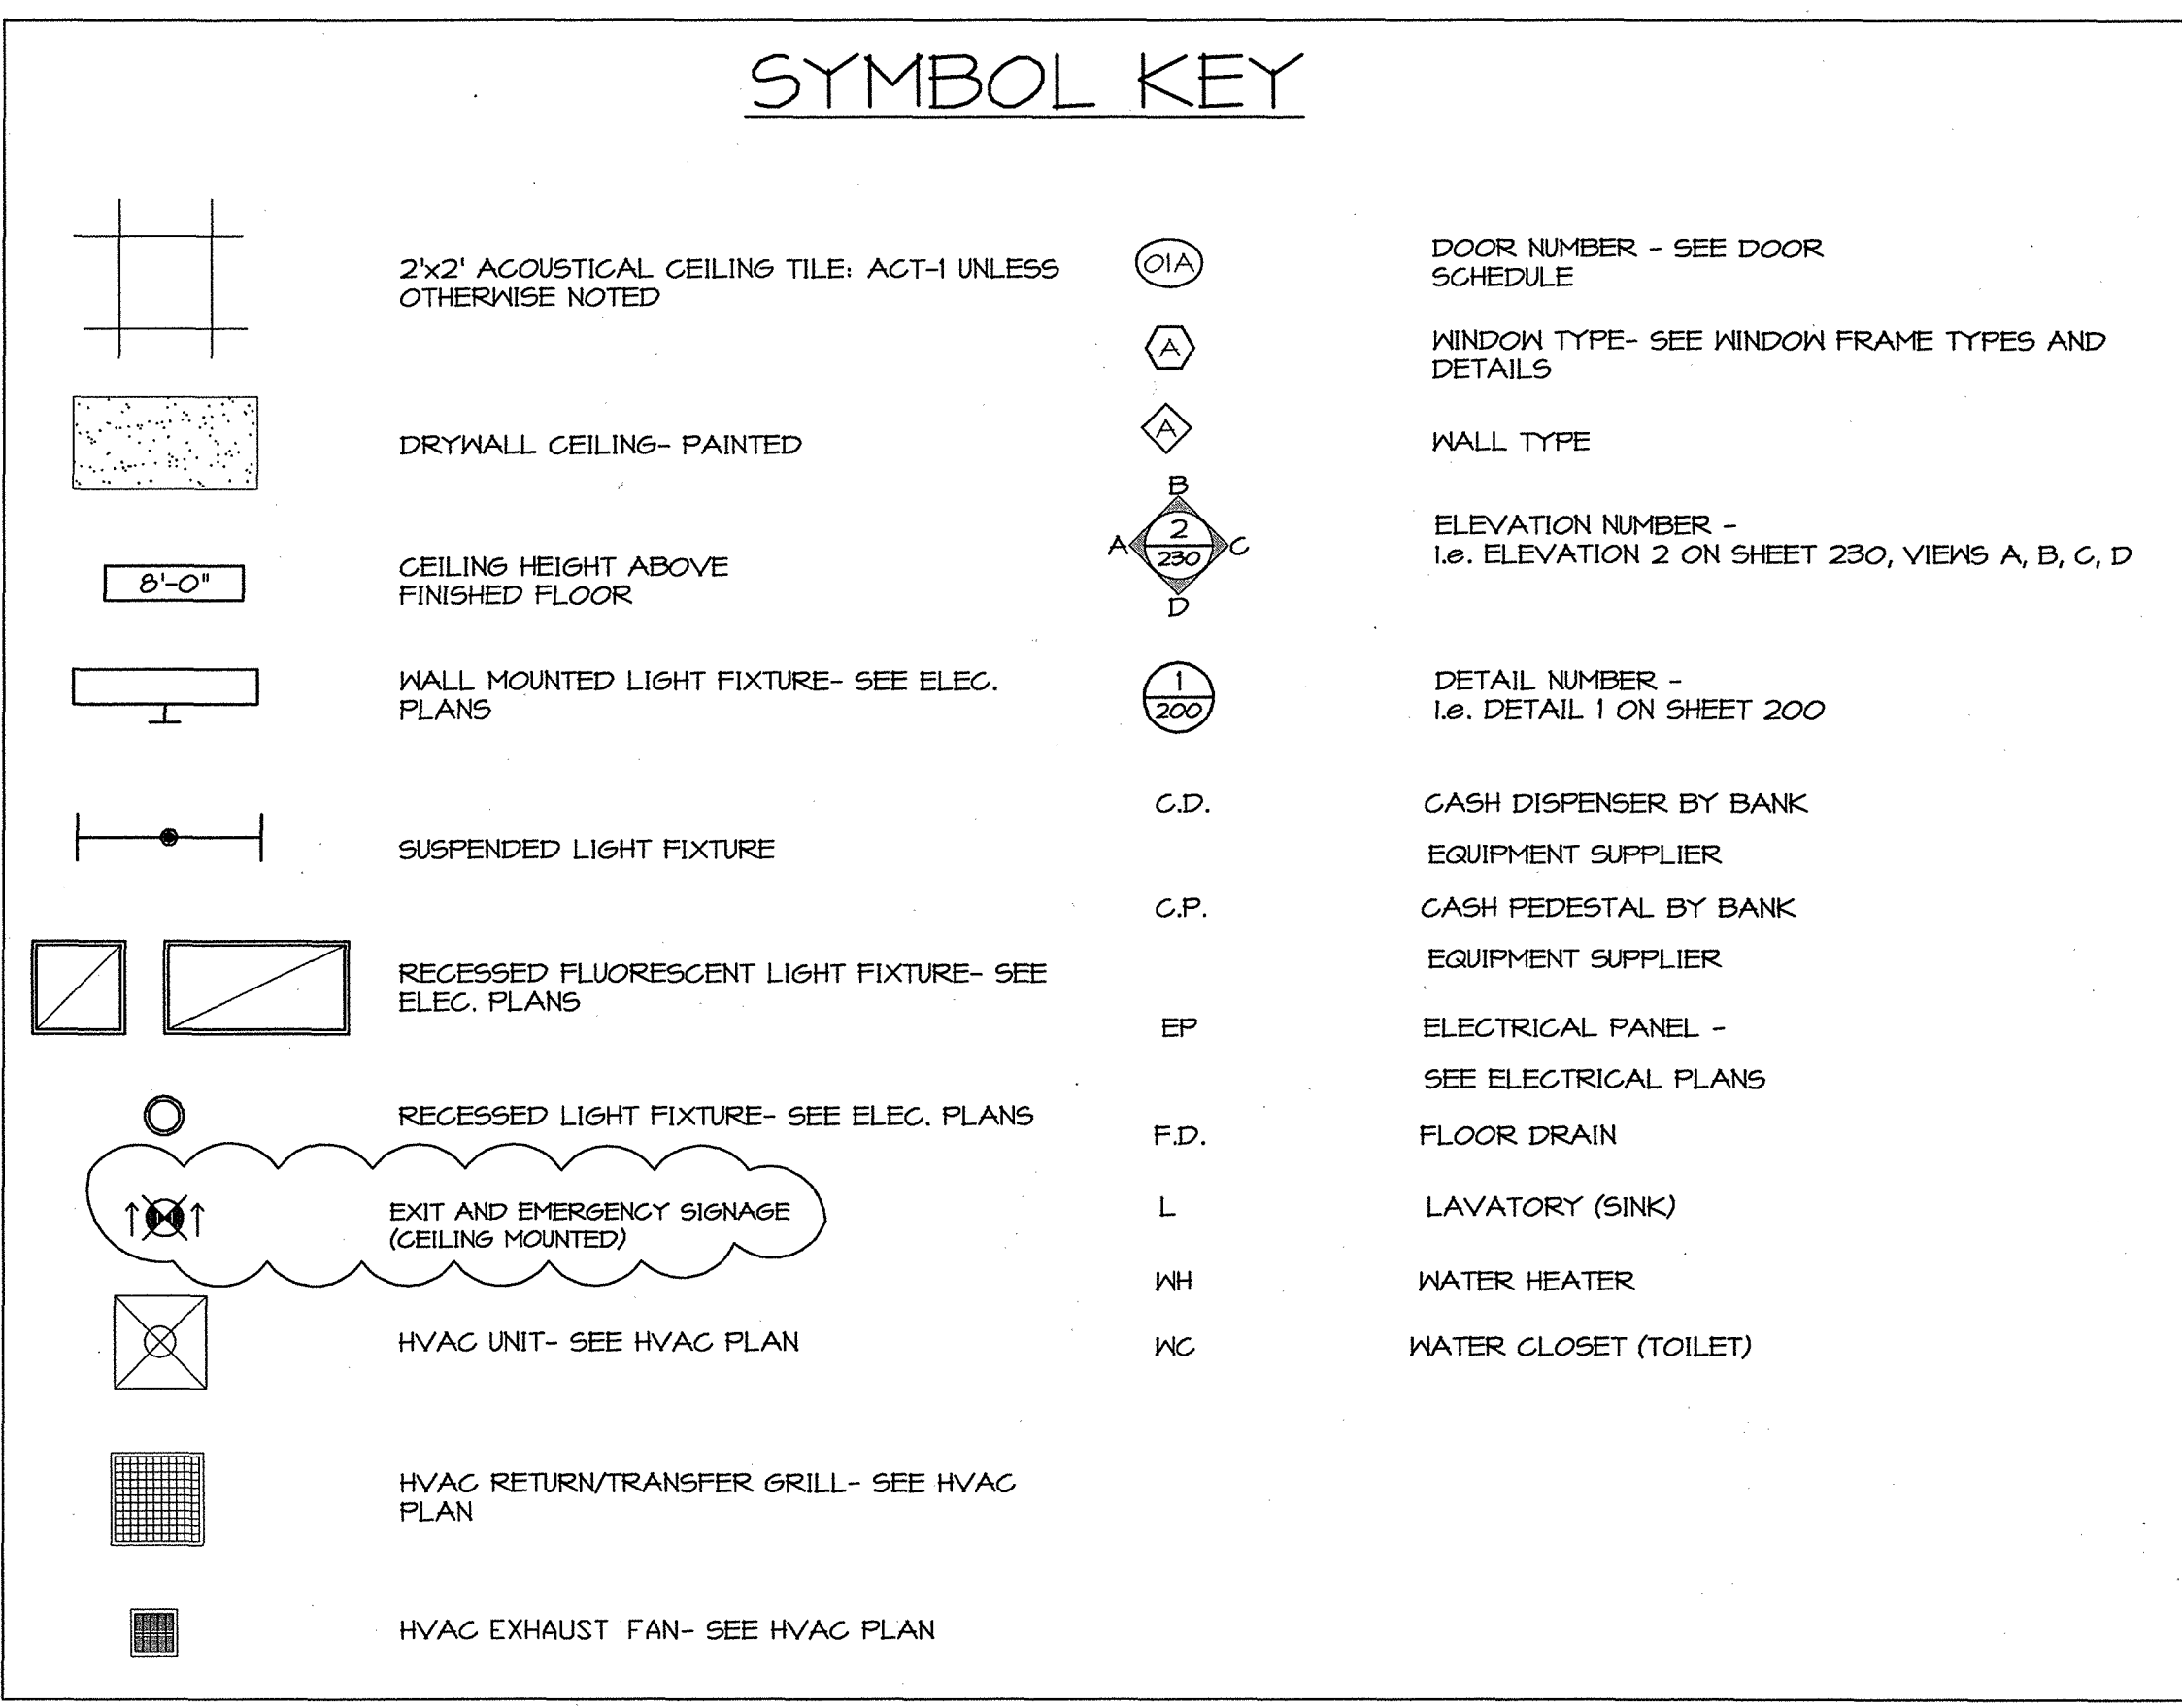 SYMBOL KEY
2'x2' ACOUSTICAL CEILING TILE: ACT-1 UNLESS
OTHERWISE NOTED
DRYWALL CEILING- PAINTED
8'-0"
CEILING HEIGHT ABOVE
FINISHED FLOOR
WALL MOUNTED LIGHT FIXTURE- SEE ELEC.
PLANS
SUSPENDED LIGHT FIXTURE
RECESSED FLUORESCENT LIGHT FIXTURE- SEE
ELEC. PLANS
RECESSED LIGHT FIXTURE- SEE ELEC. PLANS
EXIT AND EMERGENCY SIGNAGE
(CEILING MOUNTED)
HVAC UNIT- SEE HVAC PLAN
HVAC RETURN/TRANSFER GRILL- SEE HVAC
PLAN
HVAC EXHAUST FAN- SEE HVAC PLAN
01A
DOOR NUMBER - SEE DOOR
SCHEDULE
A
WINDOW TYPE- SEE WINDOW FRAME TYPES AND
DETAILS
A
WALL TYPE
B
A 2 C
230
D
ELEVATION NUMBER -
i.e. ELEVATION 2 ON SHEET 230, VIEWS A, B, C, D
1
200
DETAIL NUMBER -
i.e. DETAIL 1 ON SHEET 200
C.D. CASH DISPENSER BY BANK
EQUIPMENT SUPPLIER
C.P. CASH PEDESTAL BY BANK
EQUIPMENT SUPPLIER
EP ELECTRICAL PANEL -
SEE ELECTRICAL PLANS
F.D. FLOOR DRAIN
L LAVATORY (SINK)
WH WATER HEATER
WC WATER CLOSET (TOILET)